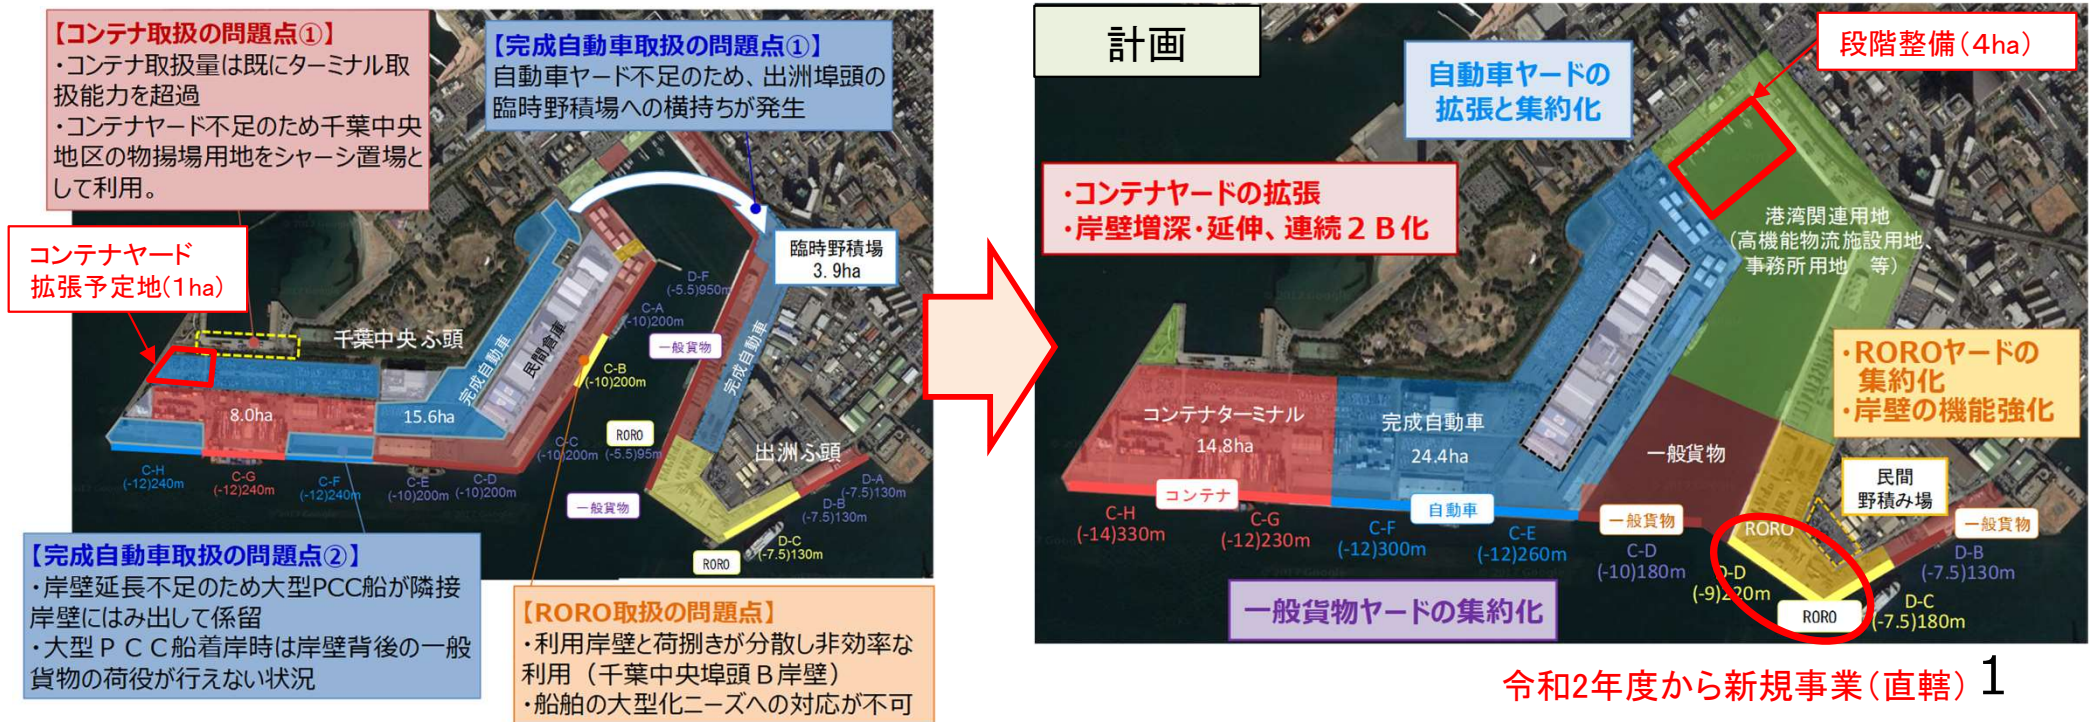 【コンテナ取扱の問題点①】
・コンテナ取扱量は既にターミナル取
扱能力を超過
・コンテナヤード不足のため千葉中央
地区の物揚場用地をシャーシ置場と
して利用。
【完成自動車取扱の問題点①】
自動車ヤード不足のため、出洲埠頭の
臨時野積場への横持ちが発生
コンテナヤード
拡張予定地(1ha)
臨時野積場
3.9ha
千葉中央ふ頭
完成自動車
民間倉庫
D-F
(-5.5)950m
C-A
(-10)200m
一般貨物
C-B
(-10)200m
完成自動車
8.0ha
15.6ha
RORO
(-5.5)95m
C-C
(-10)200m
出洲ふ頭
C-H
(-12)240m
C-G
(-12)240m
C-F
(-12)240m
C-E
(-10)200m
C-D
(-10)200m
一般貨物
D-A
(-7.5)130m
D-B
(-7.5)130m
D-C
(-7.5)130m
RORO
【完成自動車取扱の問題点②】
・岸壁延長不足のため大型PCC船が隣接
岸壁にはみ出して係留
・大型ＰＣＣ船着岸時は岸壁背後の一般
貨物の荷役が行えない状況
【RORO取扱の問題点】
・利用岸壁と荷捌きが分散し非効率な
利用（千葉中央埠頭Ｂ岸壁）
・船舶の大型化ニーズへの対応が不可
計画
自動車ヤードの
拡張と集約化
段階整備(4ha)
・コンテナヤードの拡張
・岸壁増深・延伸、連続２Ｂ化
港湾関連用地
(高機能物流施設用地、
事務所用地　等)
・ROROヤードの
集約化
・岸壁の機能強化
コンテナターミナル
14.8ha
完成自動車
24.4ha
一般貨物
民間
野積み場
コンテナ
自動車
一般貨物
RORO
一般貨物
C-H
(-14)330m
C-G
(-12)230m
C-F
(-12)300m
C-E
(-12)260m
C-D
(-10)180m
D-D
(-9)220m
D-B
(-7.5)130m
D-C
(-7.5)180m
RORO
一般貨物ヤードの集約化
令和2年度から新規事業(直轄)
1